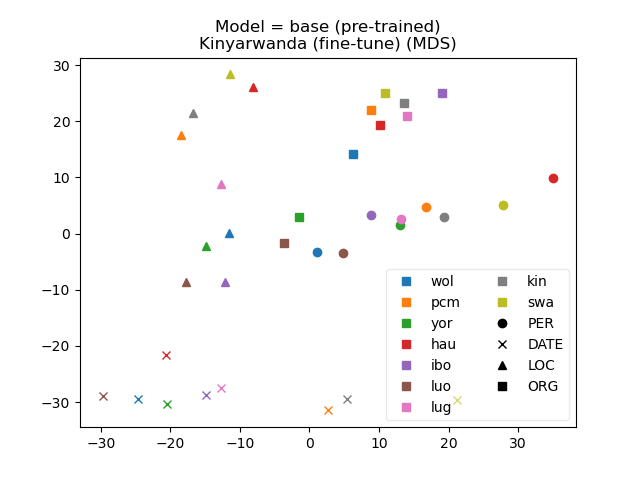 Model = base (pre-trained)
Kinyarwanda (fine-tune) (MDS)
30
20
10
0
−10
−20
−30
−30 −20 −10 0 10 20 30
wol kin
pcm swa
yor PER
hau DATE
ibo LOC
luo ORG
lug